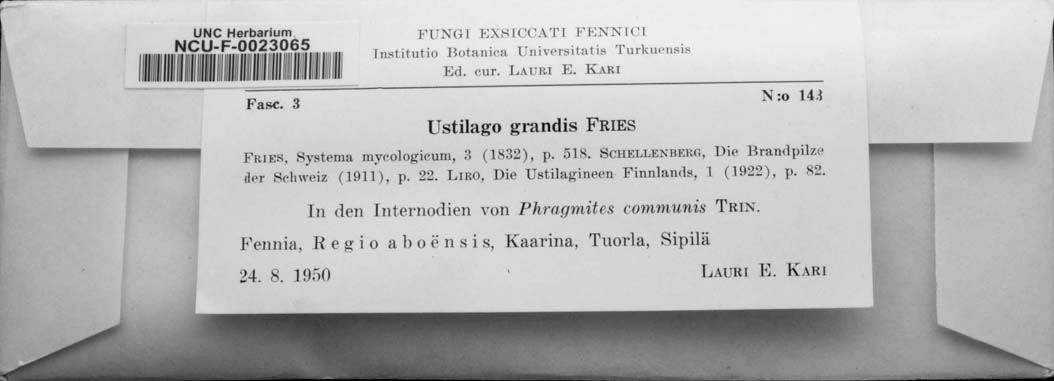 UNC Herbarium
NCU-F-0023065
FUNGI EXSICCATI FENNICI
Institutio Botanica Universitatis Turkuensis
Ed. cur. LAURI E. KARI
Fasc. 3
N:o 143
Ustilago grandis FRIES
FRIES, Systema mycologicum, 3 (1832), p. 518. SCHELLENBERG, Die Brandpilze
der Schweiz (1911), p. 22. LIRO, Die Ustilagineen Finnlands, 1 (1922), p. 82.
In den Internodien von Phragmites communis TRIN.
Fennia, Regio aboënsis, Kaarina, Tuorla, Sipilä
24. 8. 1950
LAURI E. KARI